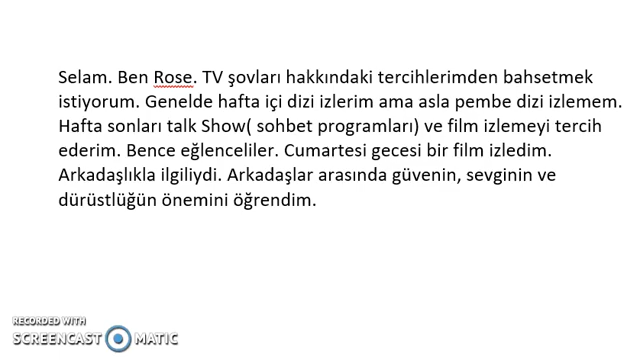 Selam. Ben Rose. TV şovları hakkındaki tercihlerimden bahsetmek
istiyorum. Genelde hafta içi dizi izlerim ama asla pembe dizi izlemem.
Hafta sonları talk Show( sohbet programları) ve film izlemeyi tercih
ederim. Bence eğlenceliler. Cumartesi gecesi bir film izledim.
Arkadaşlıkla ilgiliydi. Arkadaşlar arasında güvenin, sevginin ve
dürüstlüğün önemini öğrendim.
RECORDED WITH
SCREENCAST MATIC